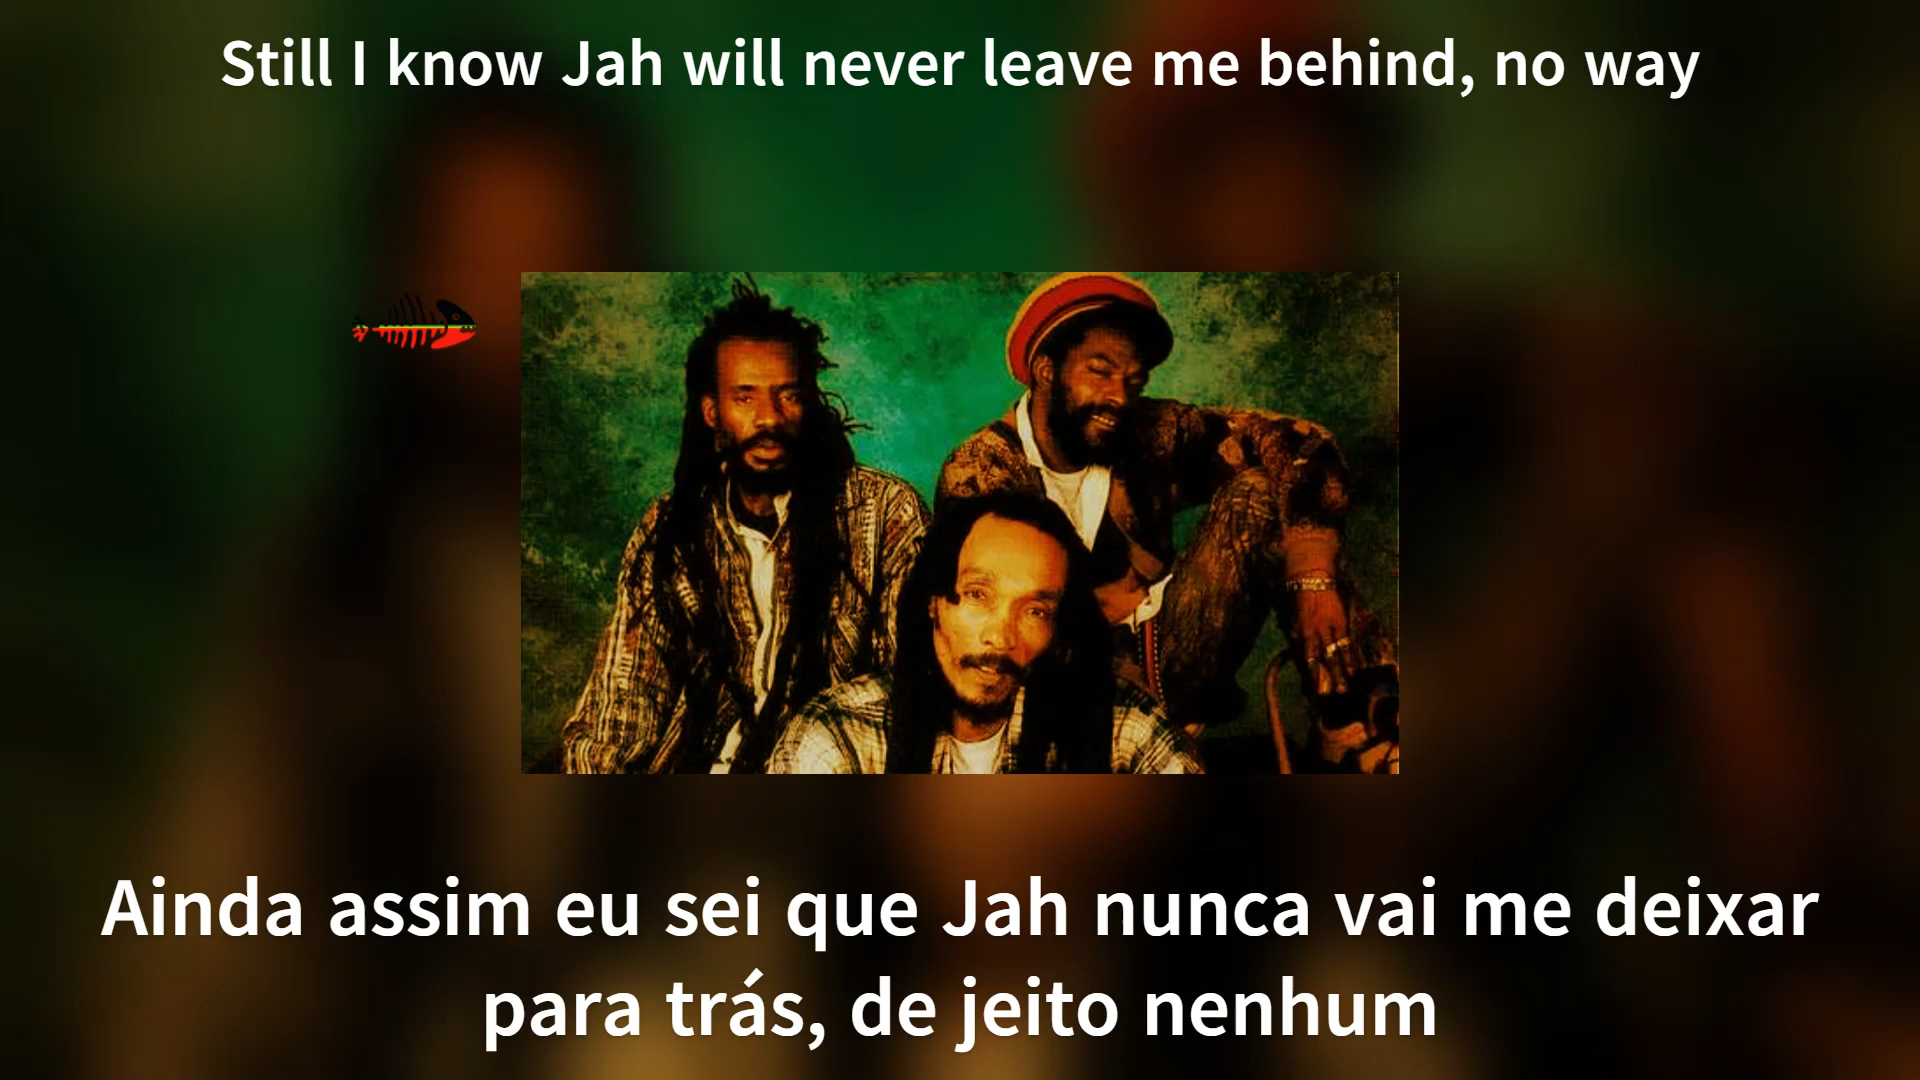 Still I know Jah will never leave me behind, no way
Ainda assim eu sei que Jah nunca vai me deixar
para trás, de jeito nenhum